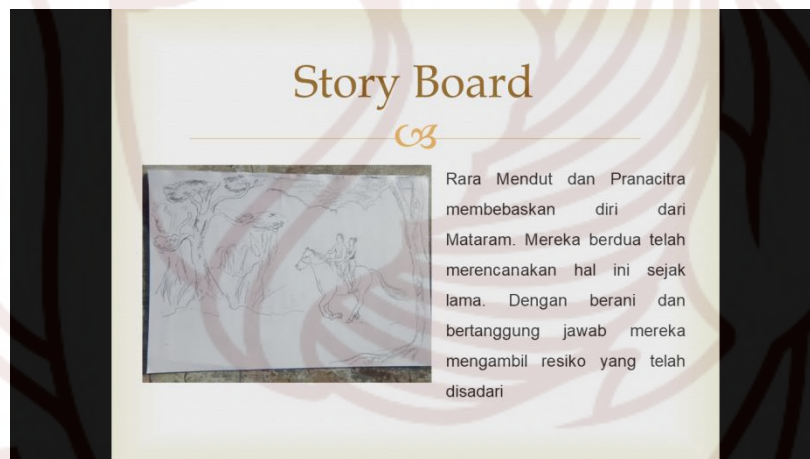 Story Board
Rara Mendut dan Pranacitra
membebaskan diri dari
Mataram. Mereka berdua telah
merencanakan hal ini sejak
lama. Dengan berani dan
bertanggung jawab mereka
mengambil resiko yang telah
disadari